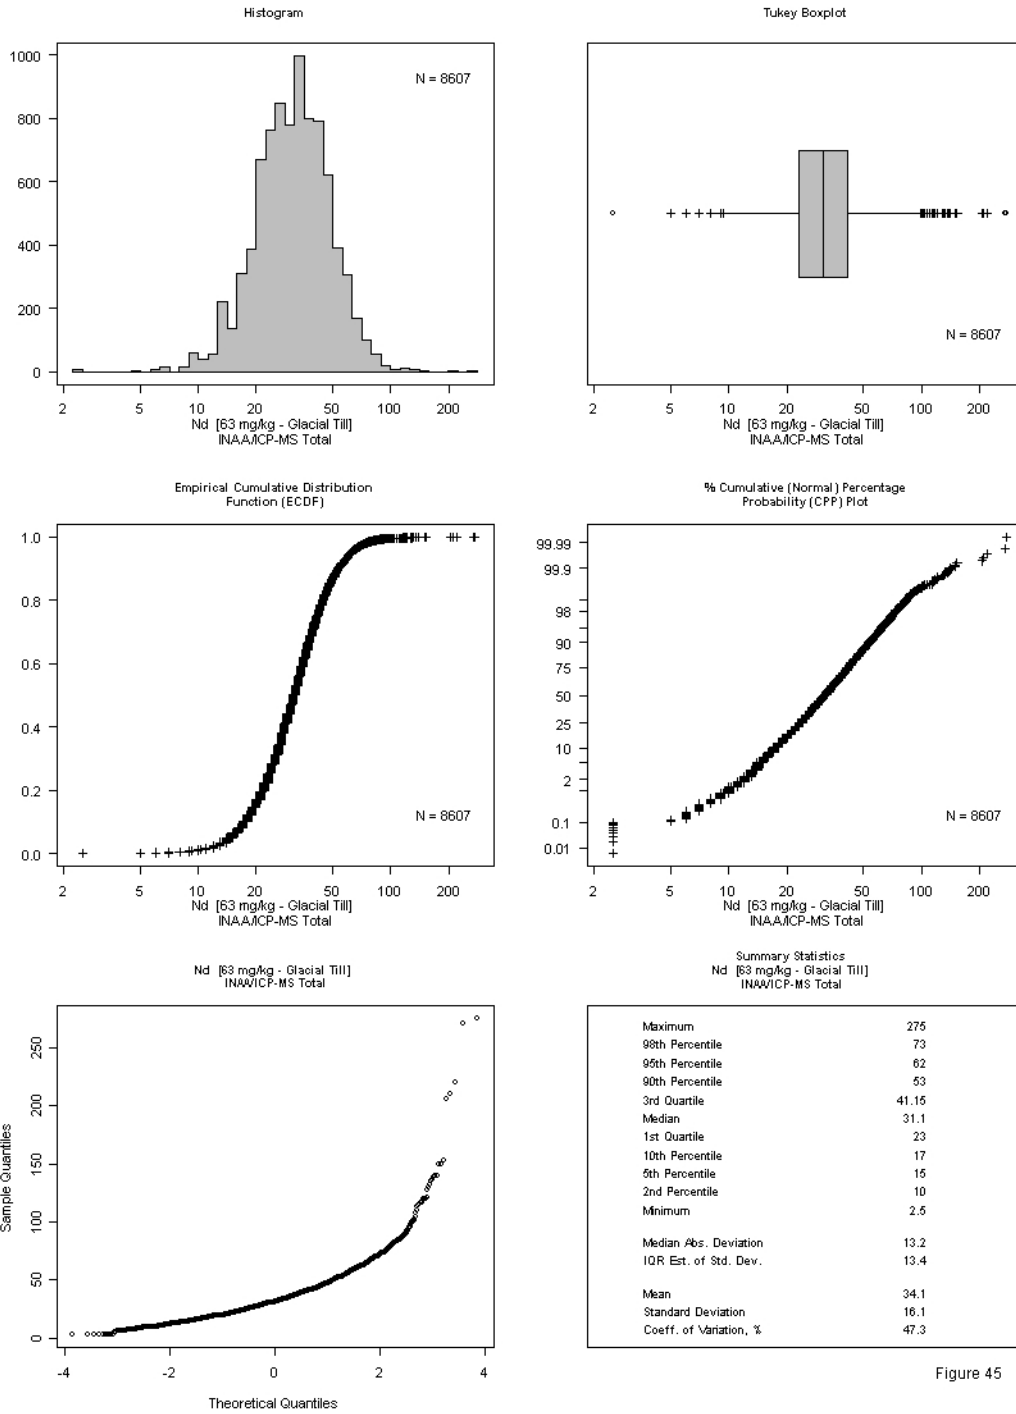 Histogram
1000
800
600
400
200
0
N = 8607
2 5 10 20 50 100 200
Nd [63 mg/kg - Glacial Till]
INAA/ICP-MS Total
Tukey Boxplot
N = 8607
2 5 10 20 50 100 200
Nd [63 mg/kg - Glacial Till]
INAA/ICP-MS Total
Empirical Cumulative Distribution
Function (ECDF)
1.0
0.8
0.6
0.4
0.2
0.0
N = 8607
2 5 10 20 50 100 200
Nd [63 mg/kg - Glacial Till]
INAA/ICP-MS Total
% Cumulative (Normal) Percentage
Probability (CPP) Plot
99.99
99.9
98
90
75
50
25
10
2
0.1
0.01
N = 8607
2 5 10 20 50 100 200
Nd [63 mg/kg - Glacial Till]
INAA/ICP-MS Total
Nd [63 mg/kg - Glacial Till]
INAA/ICP-MS Total
Sample Quantiles
250
200
150
100
50
0
-4 -2 0 2 4
Theoretical Quantiles
Summary Statistics
Nd [63 mg/kg - Glacial Till]
INAA/ICP-MS Total
Maximum 275
98th Percentile 73
95th Percentile 62
90th Percentile 53
3rd Quartile 41.15
Median 31.1
1st Quartile 23
10th Percentile 17
5th Percentile 15
2nd Percentile 10
Minimum 2.5
Median Abs. Deviation 13.2
IQR Est. of Std. Dev. 13.4
Mean 34.1
Standard Deviation 16.1
Coeff. of Variation, % 47.3
Figure 45